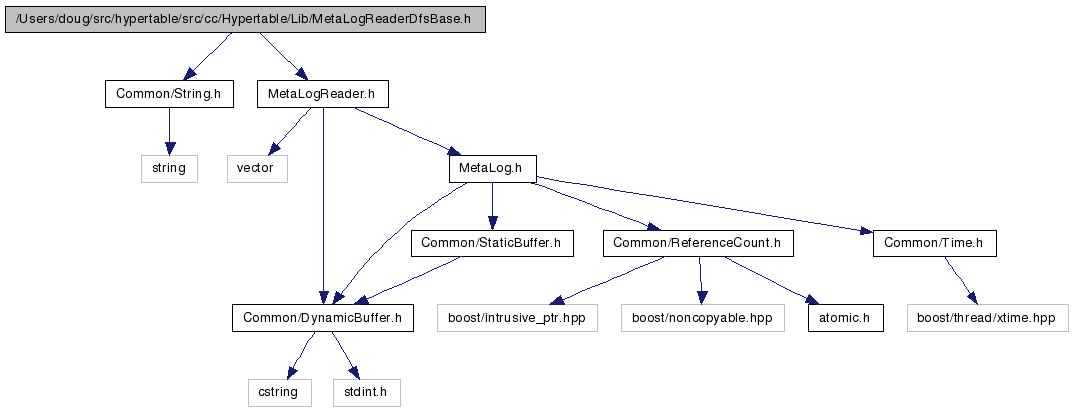 /Users/doug/src/hypertable/src/cc/Hypertable/Lib/MetaLogReaderDfsBase.h
Common/String.h
MetaLogReader.h
string
vector
MetaLog.h
Common/StaticBuffer.h
Common/ReferenceCount.h
Common/Time.h
Common/DynamicBuffer.h
boost/intrusive_ptr.hpp
boost/noncopyable.hpp
atomic.h
boost/thread/xtime.hpp
cstring
stdint.h